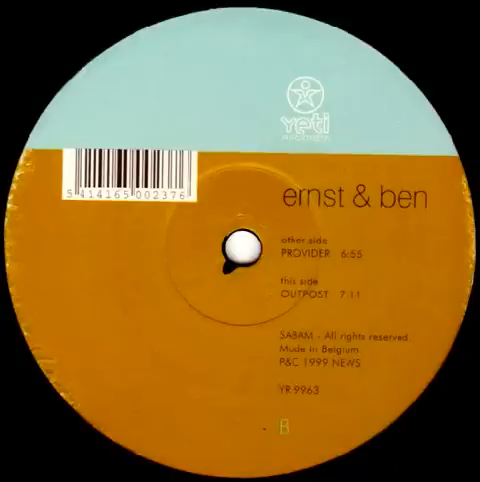 Yeti
RECORDS
5 414165 002376
ernst & ben
other side
PROVIDER 6:55
this side
OUTPOST 7:11
SABAM - All rights reserved.
Made in Belgium
P&C 1999 NEWS
YR 9963
B